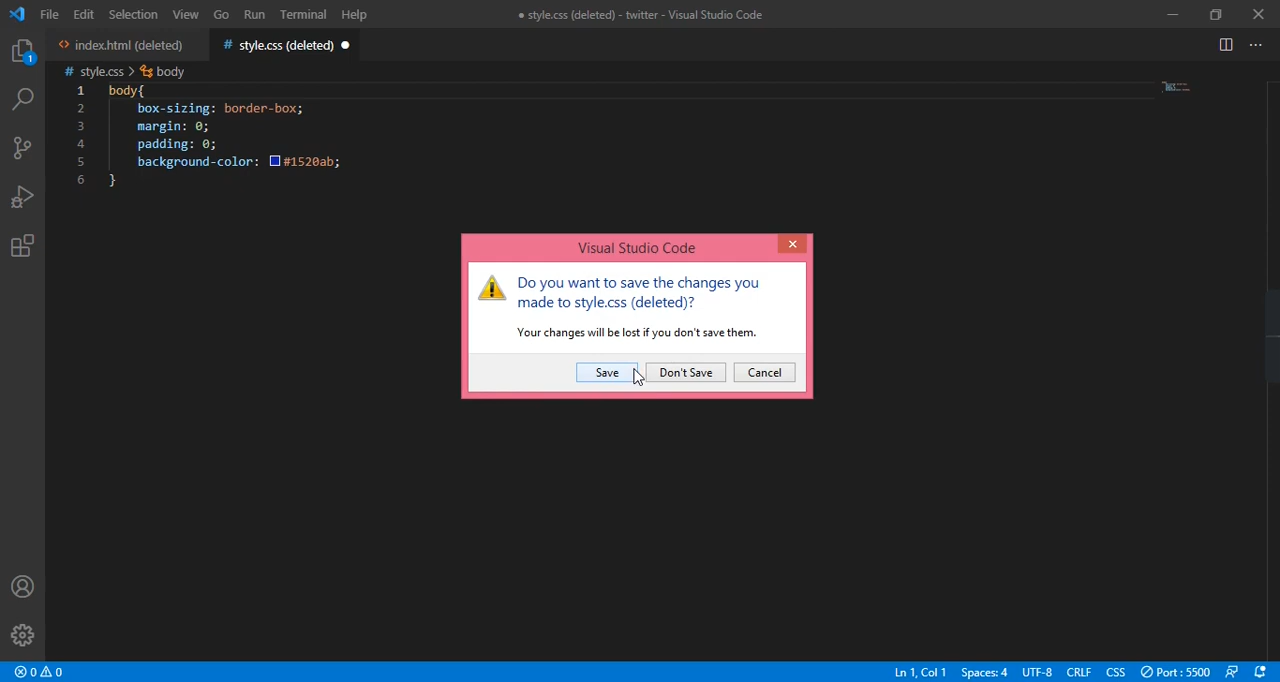 File Edit Selection View Go Run Terminal Help ● style.css (deleted) - twitter - Visual Studio Code
1 <> index.html (deleted) # style.css (deleted) ●
# style.css > body
1 body{
2 box-sizing: border-box;
3 margin: 0;
4 padding: 0;
5 background-color: #1520ab;
6 }
Visual Studio Code
Do you want to save the changes you
made to style.css (deleted)?
Your changes will be lost if you don't save them.
Save Don't Save Cancel
0 0 Ln 1, Col 1 Spaces: 4 UTF-8 CRLF CSS Port : 5500